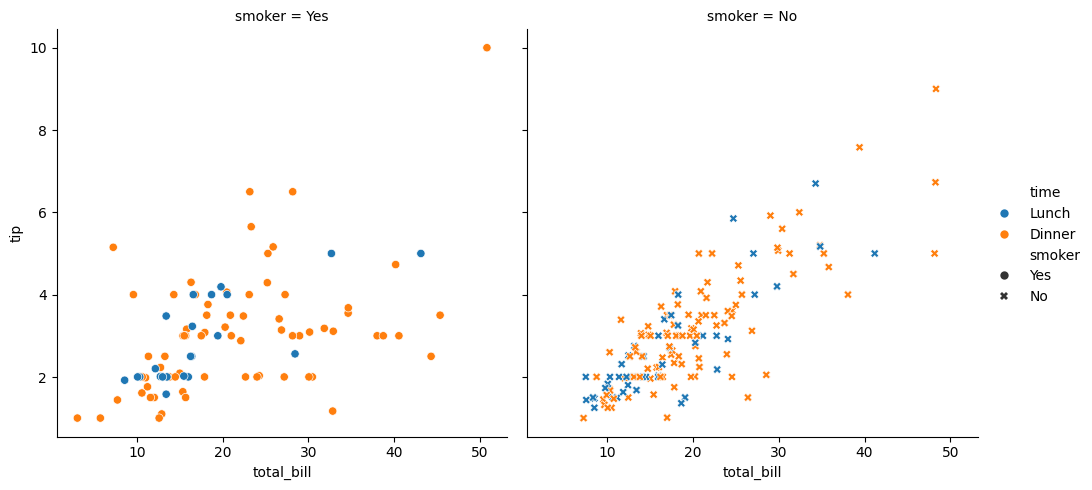 smoker = Yes
smoker = No
10
8
6
4
2
tip
10 20 30 40 50
total_bill
10 20 30 40 50
total_bill
time
Lunch
Dinner
smoker
Yes
No